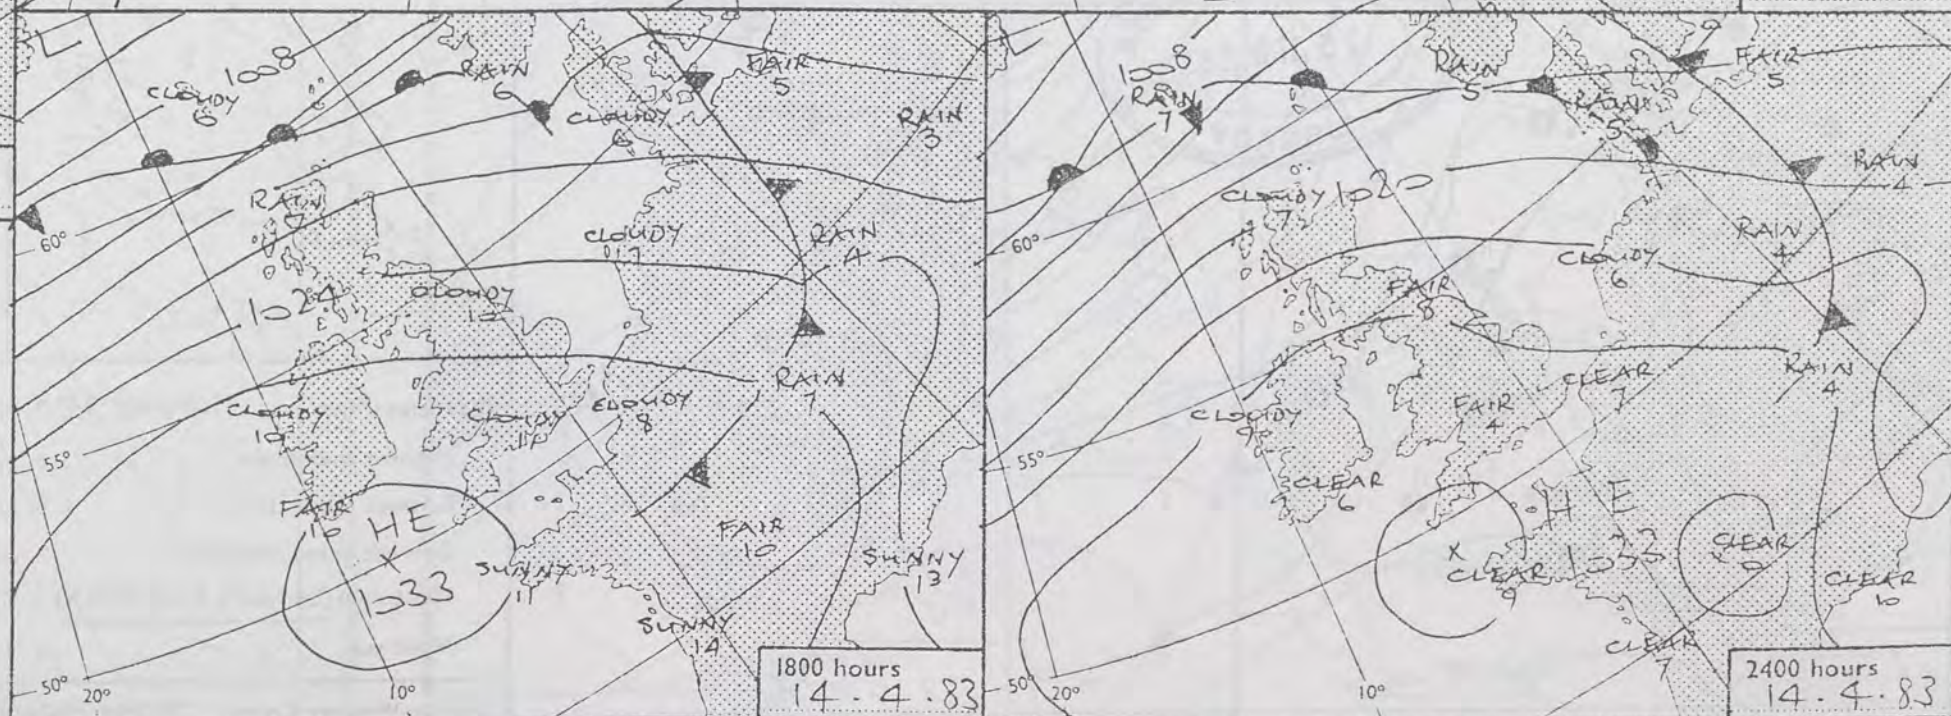 L
1008
CLOUDY
6
RAIN
6
FAIR
5
CLOUDY
6
RAIN
3
60°
RAIN
7
CLOUDY
7
RAIN
4
1024
CLOUDY
55°
RAIN
7
CLOUDY
10
CLOUDY
11
CLOUDY
8
FAIR
10
HE
x
1033
SUNNY
11
FAIR
10
SUNNY
13
SUNNY
14
50°
20°
10°
1800 hours
14.4.83
L
1008
RAIN
7
RAIN
5
FAIR
5
RAIN
5
RAIN
4
CLOUDY
7
1020
60°
CLOUDY
6
RAIN
4
FAIR
8
RAIN
4
CLEAR
7
CLOUDY
9
FAIR
4
55°
CLEAR
6
HE
x
1033
CLEAR
9
CLEAR
CLEAR
10
CLEAR
7
50°
20°
10°
2400 hours
14.4.83